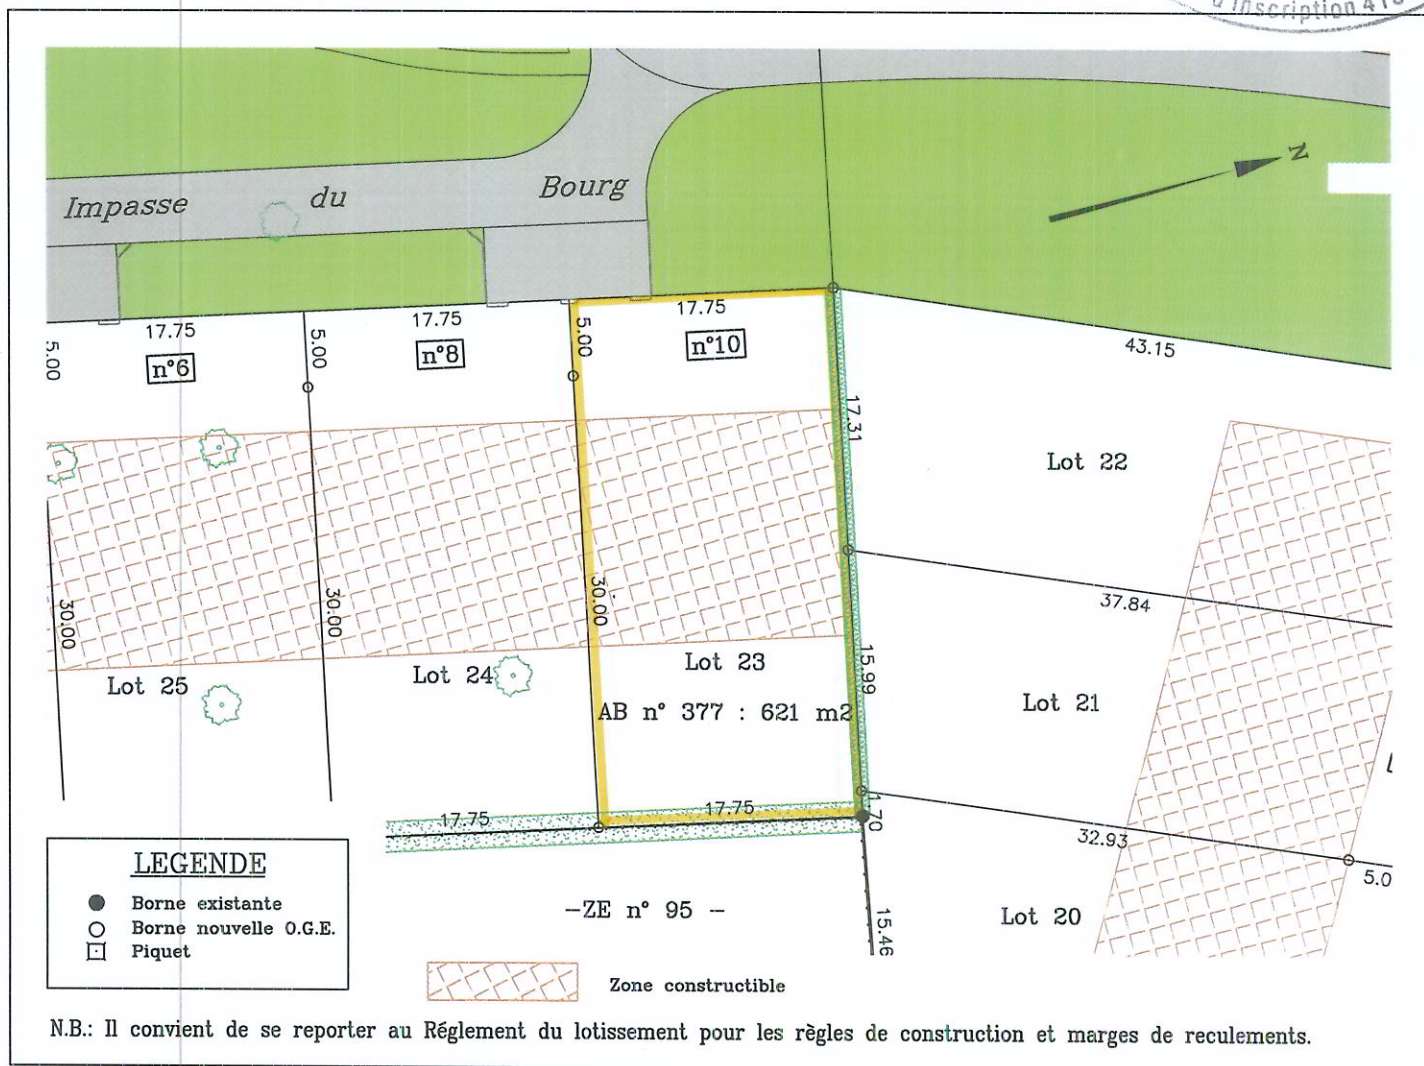 d'inscription 4
N
Impasse du Bourg
17.75
17.75
17.75
5.00
5.00
5.00
n°6
n°8
n°10
43.15
17.31
Lot 22
30.00
30.00
30.00
37.84
Lot 25
Lot 24
Lot 23
15.99
AB n° 377 : 621 m2
Lot 21
17.75
17.75
1.70
32.93
5.0
LEGENDE
Borne existante
Borne nouvelle O.G.E.
Piquet
-ZE n° 95 -
15.46
Lot 20
Zone constructible
N.B.: Il convient de se reporter au Réglement du lotissement pour les règles de construction et marges de reculements.